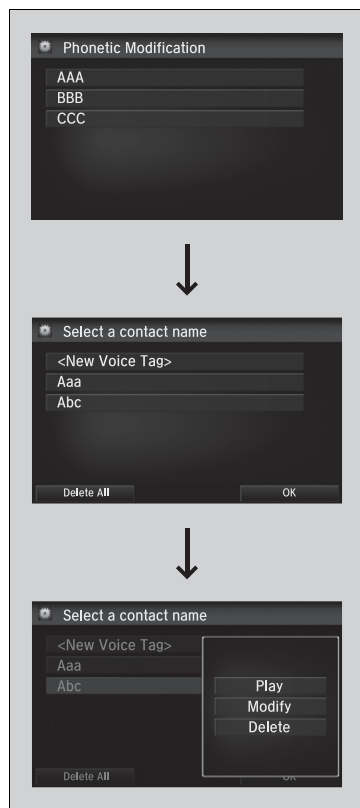 Phonetic Modification
AAA
BBB
CCC
Select a contact name
<New Voice Tag>
Aaa
Abc
Delete All
OK
Select a contact name
<New Voice Tag>
Aaa
Abc
Play
Modify
Delete
Delete All
OK